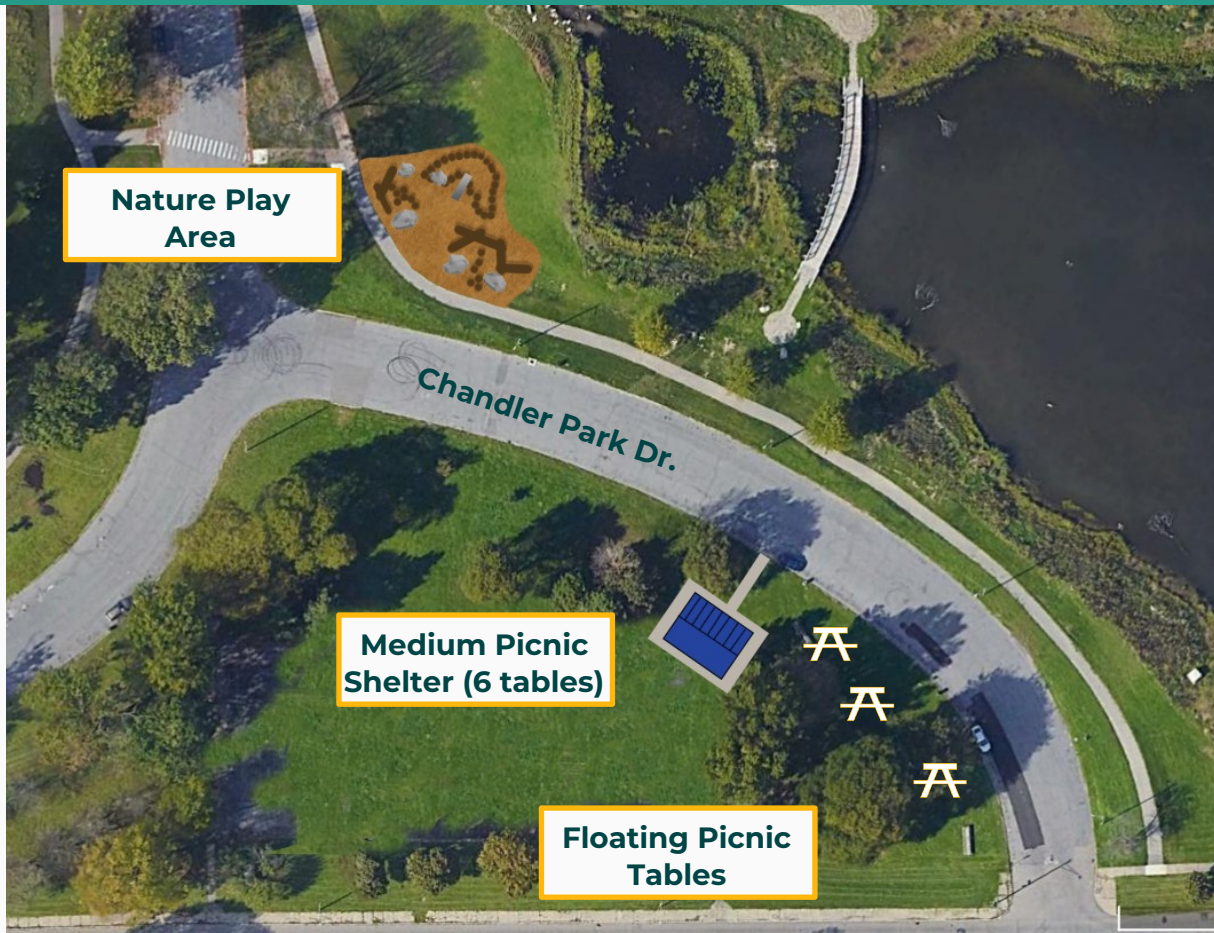 Nature Play
Area
Chandler Park Dr.
Medium Picnic
Shelter (6 tables)
Floating Picnic
Tables